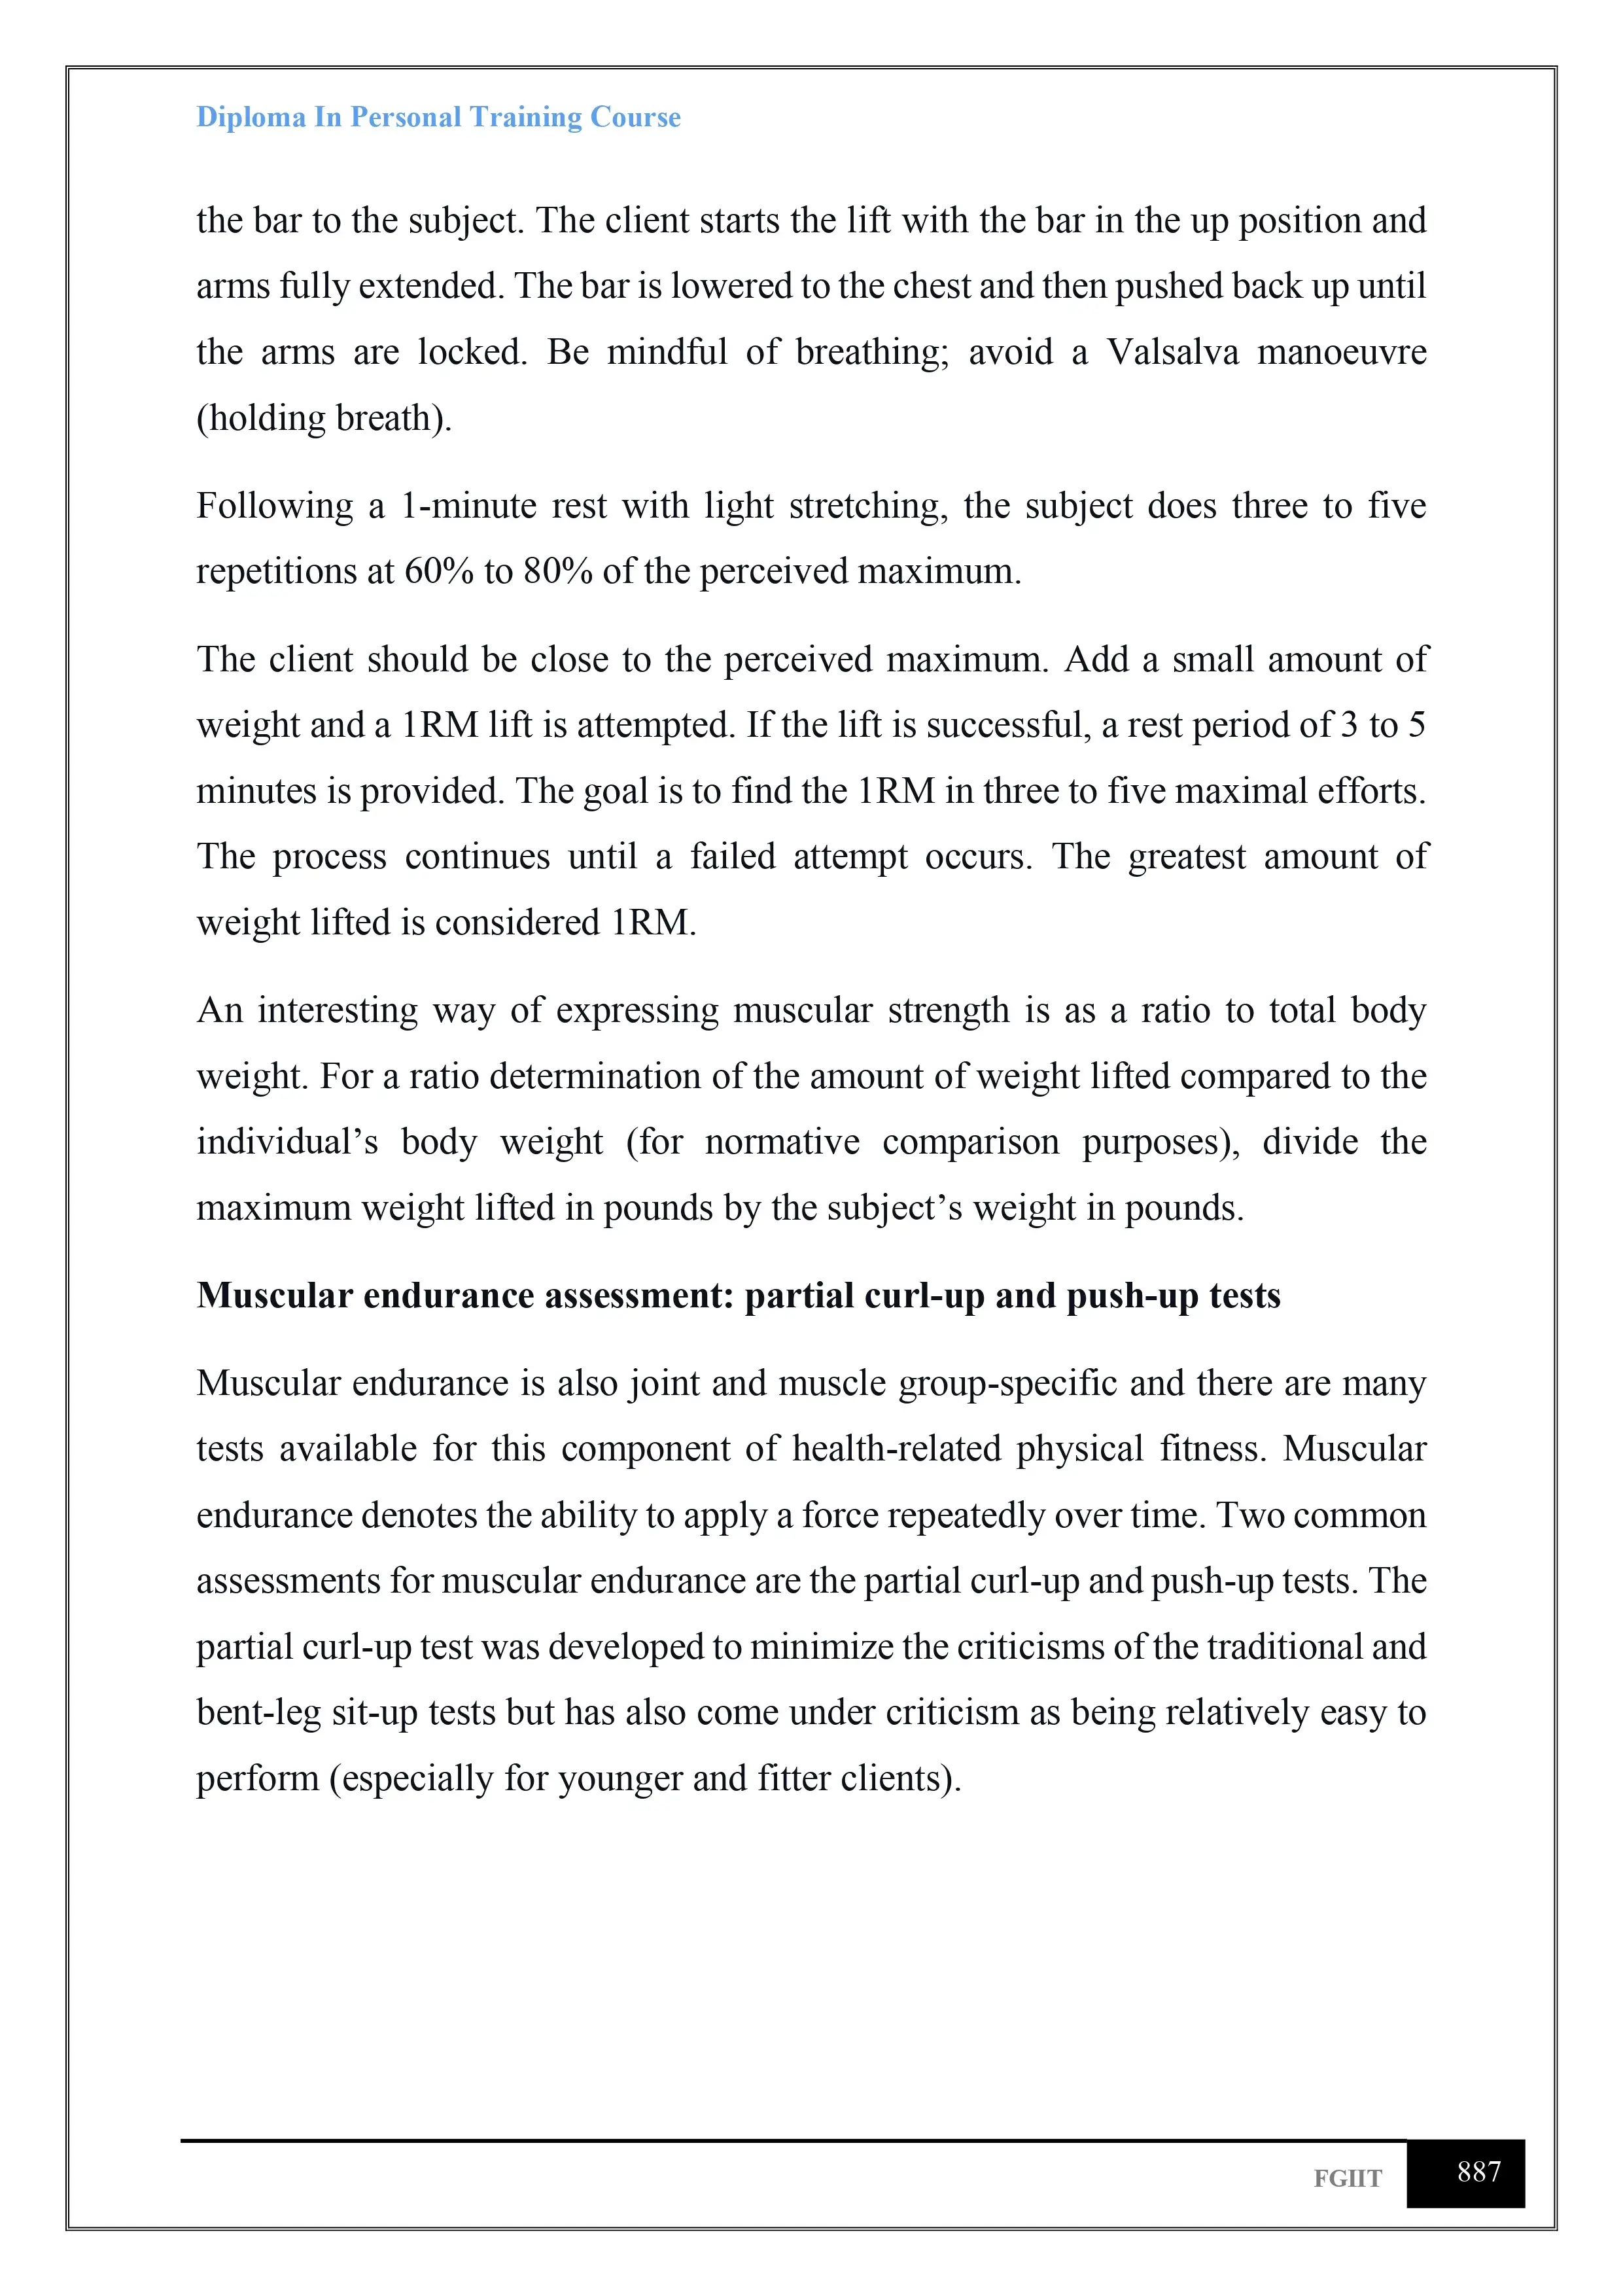 Diploma In Personal Training Course
the bar to the subject. The client starts the lift with the bar in the up position and
arms fully extended. The bar is lowered to the chest and then pushed back up until
the arms are locked. Be mindful of breathing; avoid a Valsalva manoeuvre
(holding breath).
Following a 1-minute rest with light stretching, the subject does three to five
repetitions at 60% to 80% of the perceived maximum.
The client should be close to the perceived maximum. Add a small amount of
weight and a 1RM lift is attempted. If the lift is successful, a rest period of 3 to 5
minutes is provided. The goal is to find the 1RM in three to five maximal efforts.
The process continues until a failed attempt occurs. The greatest amount of
weight lifted is considered 1RM.
An interesting way of expressing muscular strength is as a ratio to total body
weight. For a ratio determination of the amount of weight lifted compared to the
individual’s body weight (for normative comparison purposes), divide the
maximum weight lifted in pounds by the subject’s weight in pounds.
Muscular endurance assessment: partial curl-up and push-up tests
Muscular endurance is also joint and muscle group-specific and there are many
tests available for this component of health-related physical fitness. Muscular
endurance denotes the ability to apply a force repeatedly over time. Two common
assessments for muscular endurance are the partial curl-up and push-up tests. The
partial curl-up test was developed to minimize the criticisms of the traditional and
bent-leg sit-up tests but has also come under criticism as being relatively easy to
perform (especially for younger and fitter clients).
FGIIT 887